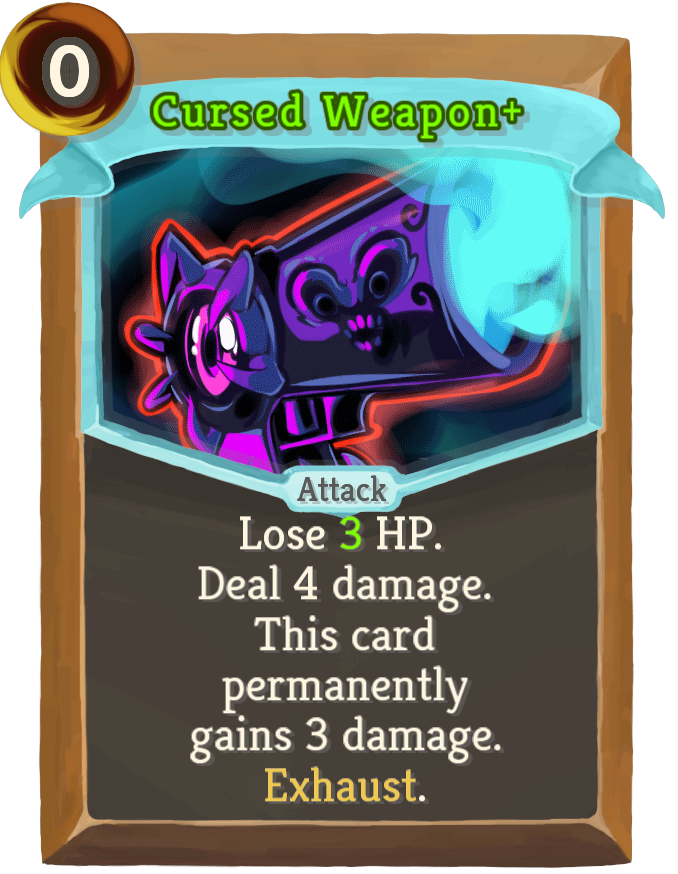 0
Cursed Weapon+
Attack
Lose 3 HP.
Deal 4 damage.
This card
permanently
gains 3 damage.
Exhaust.